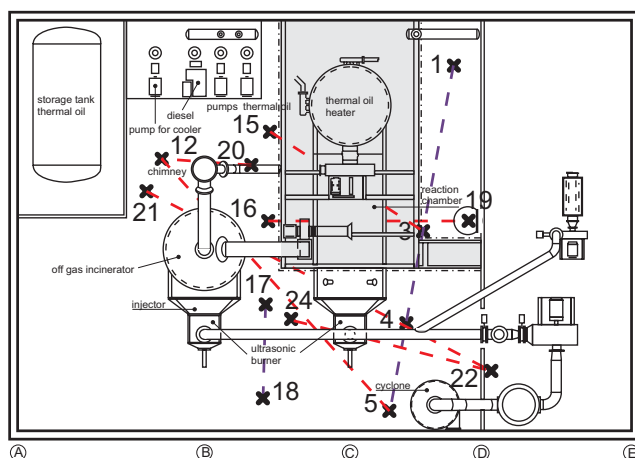 1
storage tank
thermal oil
diesel
pumps thermal oil
pump for cooler
thermal oil
heater
15
12
20
chimney
21
reaction
chamber
16
19
3
off gas incinerator
17
injector
24
4
ultrasonic
burner
22
cyclone
18
5
A
B
C
D
E